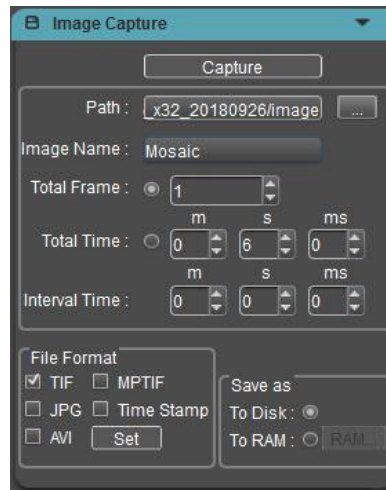 Image Capture
Capture
Path : _x32_20180926/image ...
Image Name : Mosaic
Total Frame : 1
m s ms
Total Time : 0 6 0
m s ms
Interval Time : 0 0 0
File Format
TIF MPTIF
JPG Time Stamp
AVI Set
Save as
To Disk :
To RAM : RAM...